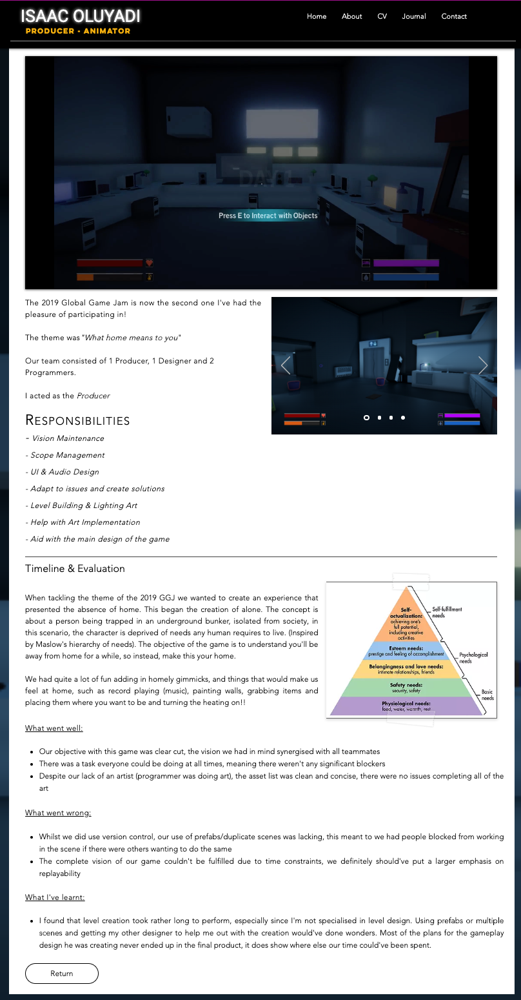 ISAAC OLUYADI
PRODUCER - ANIMATOR
Home About CV Journal Contact
DAY 1
Press E to Interact with Objects
The 2019 Global Game Jam is now the second one I've had the
pleasure of participating in!
The theme was "What home means to you"
Our team consisted of 1 Producer, 1 Designer and 2
Programmers.
I acted as the Producer
RESPONSIBILITIES
- Vision Maintenance
- Scope Management
- UI & Audio Design
- Adapt to issues and create solutions
- Level Building & Lighting Art
- Help with Art Implementation
- Aid with the main design of the game
Timeline & Evaluation
When tackling the theme of the 2019 GGJ we wanted to create an experience that
presented the absence of home. This began the creation of alone. The concept is
about a person being trapped in an underground bunker, isolated from society, in
this scenario, the character is deprived of needs any human requires to live. (Inspired
by Maslow's hierarchy of needs). The objective of the game is to understand you'll be
away from home for a while, so instead, make this your home.
We had quite a lot of fun adding in homely gimmicks, and things that would make us
feel at home, such as record playing (music), painting walls, grabbing items and
placing them where you want to be and turning the heating on!!
Self-
actualization:
achieving one's
full potential,
including creative
activities
Self-fulfillment
needs
Esteem needs:
prestige and feeling of accomplishment
Psychological
needs
Belongingness and love needs:
intimate relationships, friends
Safety needs:
security, safety
Basic
needs
Physiological needs:
food, water, warmth, rest
What went well:
• Our objective with this game was clear cut, the vision we had in mind synergised with all teammates
• There was a task everyone could be doing at all times, meaning there weren't any significant blockers
• Despite our lack of an artist (programmer was doing art), the asset list was clean and concise, there were no issues completing all of the
art
What went wrong:
• Whilst we did use version control, our use of prefabs/duplicate scenes was lacking, this meant to we had people blocked from working
in the scene if there were others wanting to do the same
• The complete vision of our game couldn't be fulfilled due to time constraints, we definitely should've put a larger emphasis on
replayability
What I've learnt:
• I found that level creation took rather long to perform, especially since I'm not specialised in level design. Using prefabs or multiple
scenes and getting my other designer to help me out with the creation would've done wonders. Most of the plans for the gameplay
design he was creating never ended up in the final product, it does show where else our time could've been spent.
Return